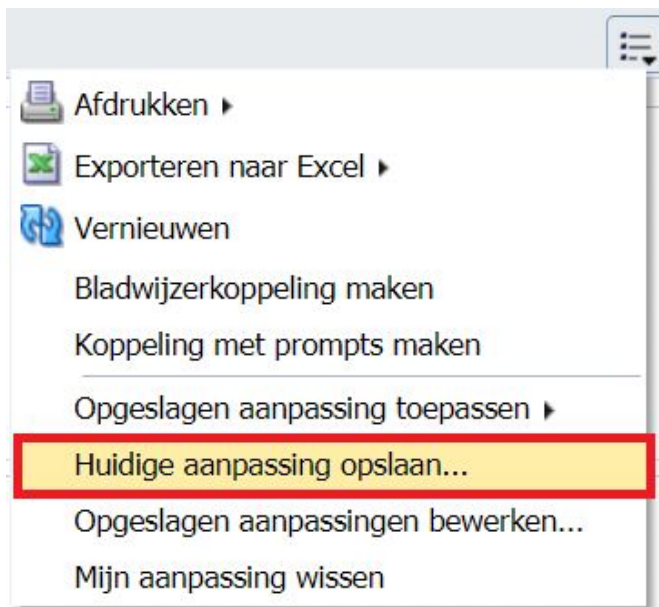 Afdrukken
Exporteren naar Excel
Vernieuwen
Bladwijzerkoppeling maken
Koppeling met prompts maken
Opgeslagen aanpassing toepassen
Huidige aanpassing opslaan...
Opgeslagen aanpassingen bewerken...
Mijn aanpassing wissen